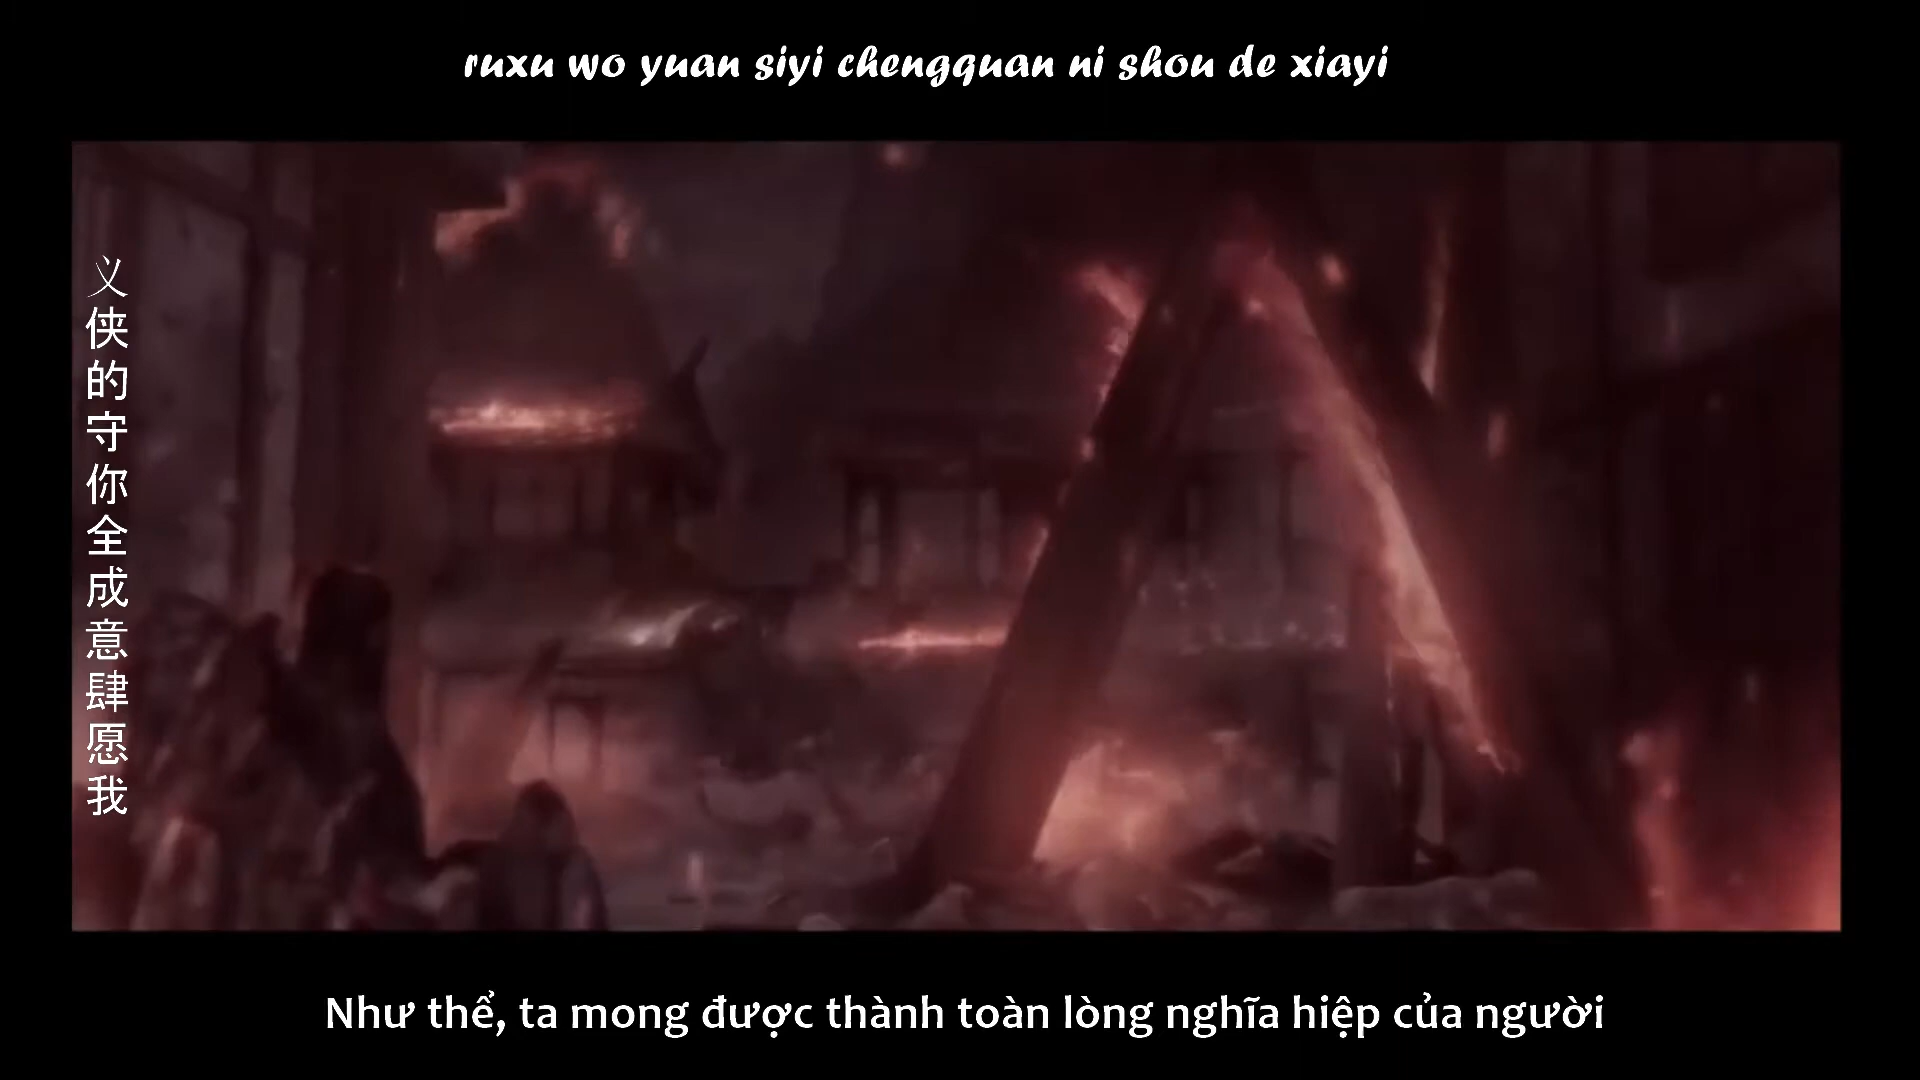 ruxu wo yuan siyi chengquan ni shou de xiayi
义侠的守你全成意肆愿我
Như thể, ta mong được thành toàn lòng nghĩa hiệp của người